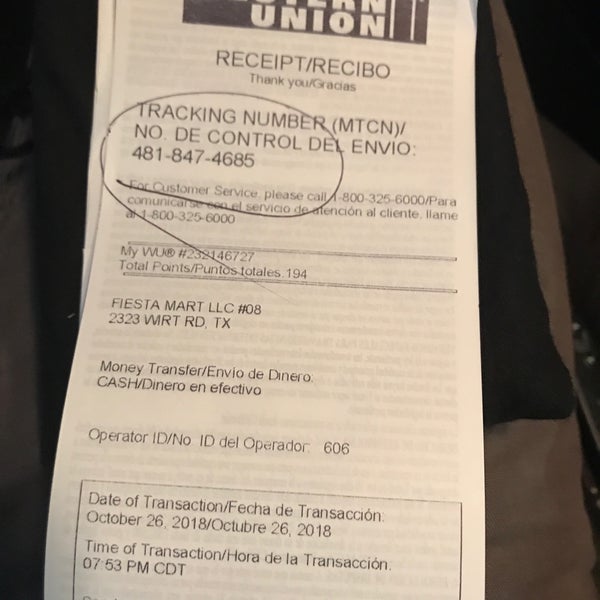 UNION
RECEIPT/RECIBO
Thank you/Gracias
TRACKING NUMBER (MTCN)/
NO. DE CONTROL DEL ENVIO:
481-847-4685
For Customer Service, please call 1-800-325-6000/Para
comunicarse con el servicio de atención al cliente, llame
al 1-800-325-6000
My WU® #232146727
Total Points/Puntos totales.194
FIESTA MART LLC #08
2323 WIRT RD, TX
Money Transfer/Envio de Dinero:
CASH/Dinero en efectivo
Operator ID/No. ID del Operador: 606
Date of Transaction/Fecha de Transacción:
October 26, 2018/Octubre 26, 2018
Time of Transaction/Hora de la Transacción:
07:53 PM CDT